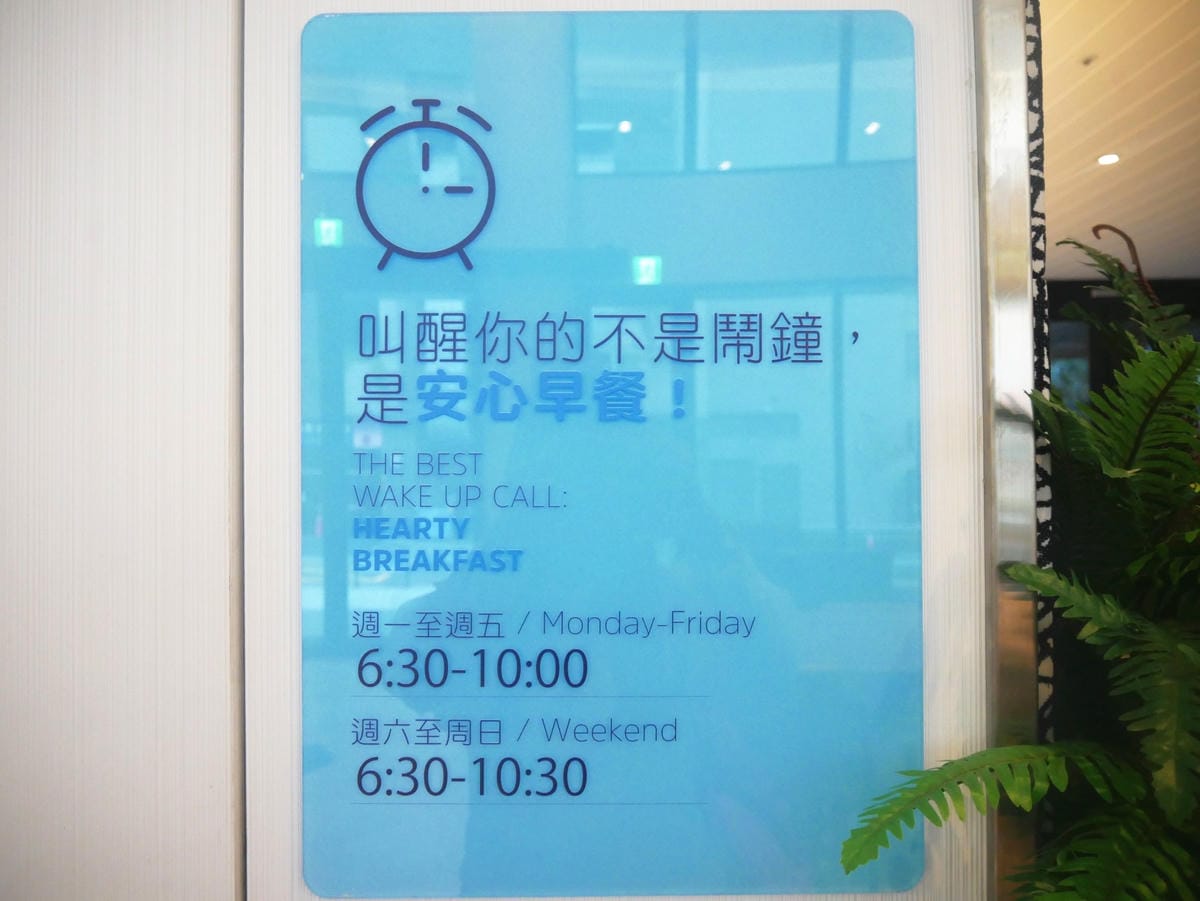 叫醒你的不是鬧鐘，
是安心早餐！
THE BEST
WAKE UP CALL:
HEARTY
BREAKFAST
週一至週五 / Monday-Friday
6:30-10:00
週六至周日 / Weekend
6:30-10:30